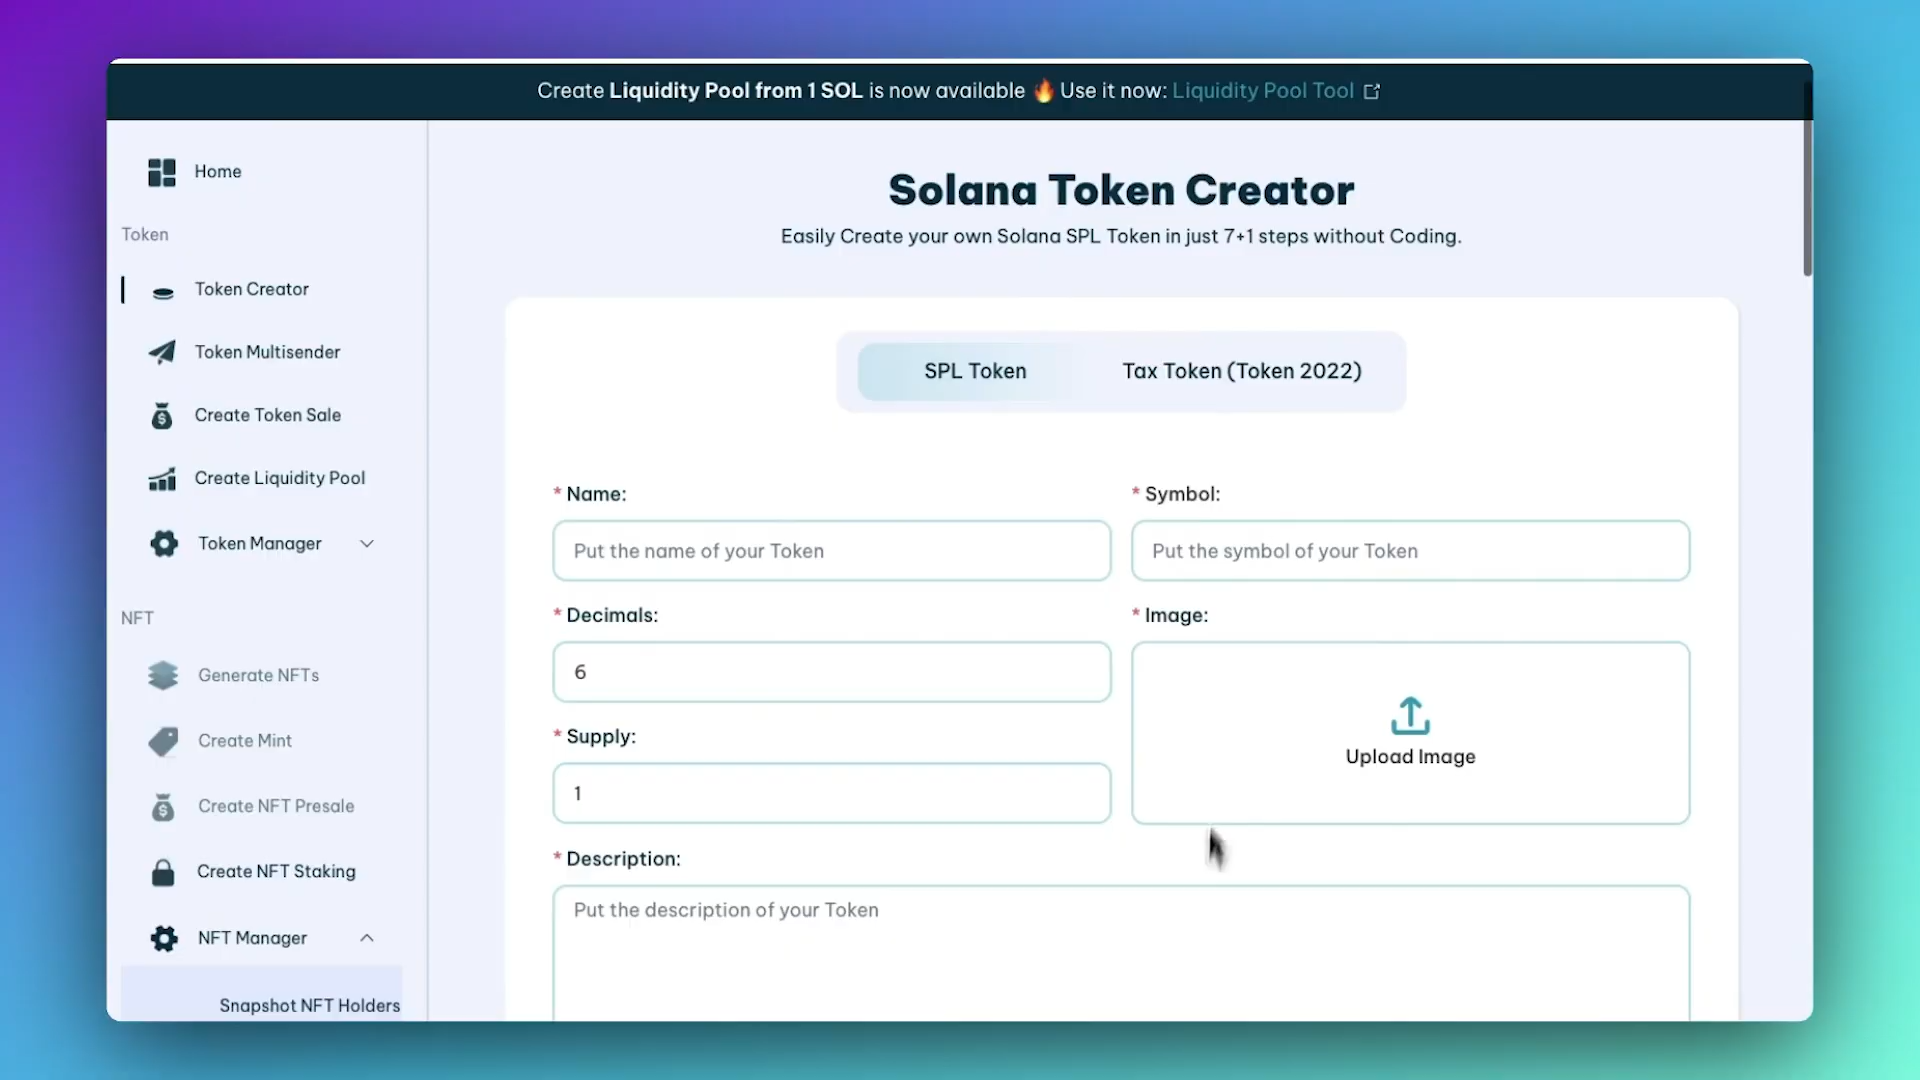 Create Liquidity Pool from 1 SOL is now available 🔥 Use it now: Liquidity Pool Tool
Home
Token
Token Creator
Token Multisender
Create Token Sale
Create Liquidity Pool
Token Manager
NFT
Generate NFTs
Create Mint
Create NFT Presale
Create NFT Staking
NFT Manager
Snapshot NFT Holders
Solana Token Creator
Easily Create your own Solana SPL Token in just 7+1 steps without Coding.
SPL Token
Tax Token (Token 2022)
* Name:
Put the name of your Token
* Symbol:
Put the symbol of your Token
* Decimals:
6
* Image:
Upload Image
* Supply:
1
* Description:
Put the description of your Token